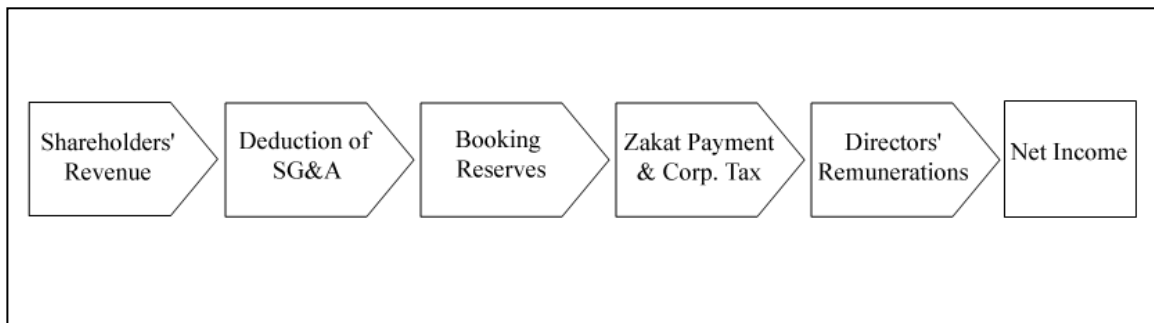 Shareholders'
Revenue
Deduction of
SG&A
Booking
Reserves
Zakat Payment
& Corp. Tax
Directors'
Remunerations
Net Income